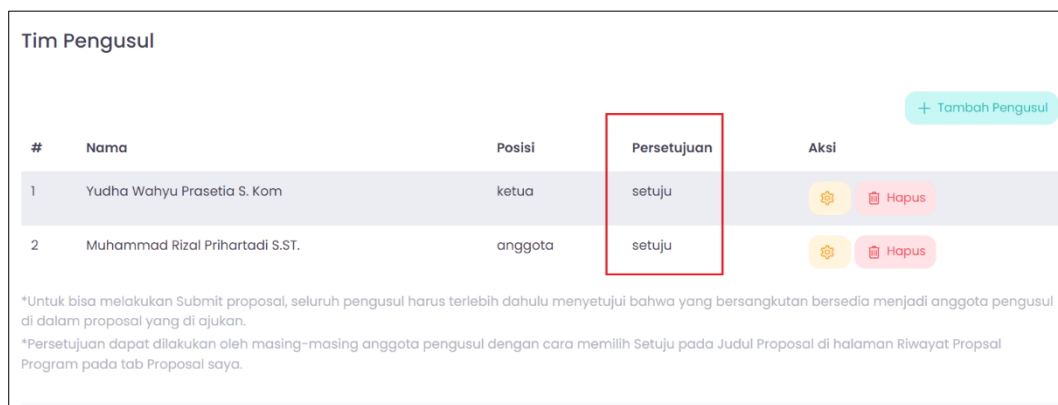 Tim Pengusul
+ Tambah Pengusul
# Nama Posisi Persetujuan Aksi
1 Yudha Wahyu Prasetia S. Kom ketua setuju Hapus
2 Muhammad Rizal Prihartadi S.ST. anggota setuju Hapus
*Untuk bisa melakukan Submit proposal, seluruh pengusul harus terlebih dahulu menyetujui bahwa yang bersangkutan bersedia menjadi anggota pengusul
di dalam proposal yang di ajukan.
*Persetujuan dapat dilakukan oleh masing-masing anggota pengusul dengan cara memilih Setuju pada Judul Proposal di halaman Riwayat Propsal
Program pada tab Proposal saya.